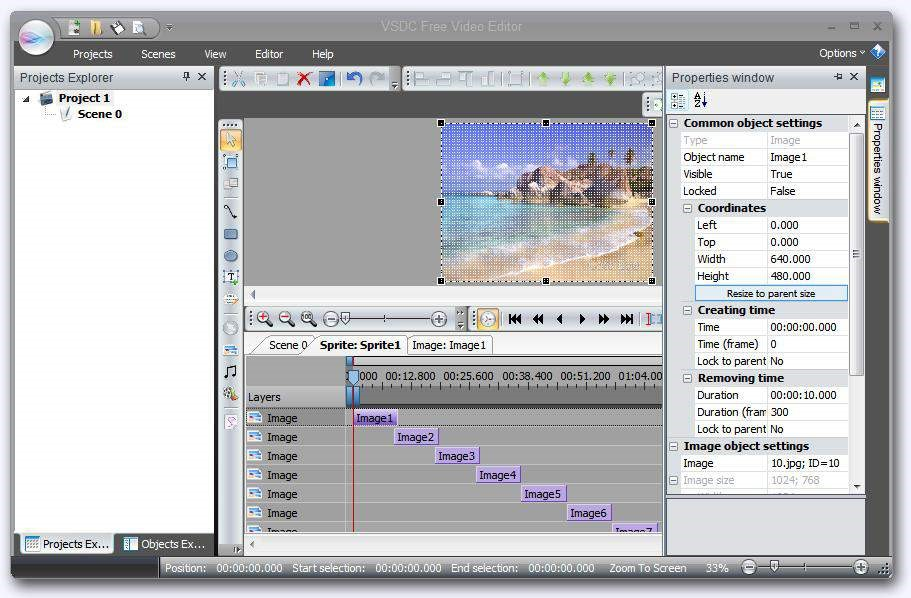 VSDC Free Video Editor
Projects
Scenes
View
Editor
Help
Options
Projects Explorer
Project 1
Scene 0
Properties window
Common object settings
Type Image
Object name Image1
Visible True
Locked False
Coordinates
Left 0.000
Top 0.000
Width 640.000
Height 480.000
Resize to parent size
Creating time
Time 00:00:00.000
Time (frame) 0
Lock to parent No
Removing time
Duration 00:00:10.000
Duration (fram 300
Lock to parent No
Image object settings
Image 10.jpg; ID=10
Image size 1024; 768
Properties window
Scene 0
Sprite: Sprite1
Image: Image1
000 00:12.800 00:25.600 00:38.400 00:51.200 01:04.00
Layers
Image Image1
Image Image2
Image Image3
Image Image4
Image Image5
Image Image6
Image Image7
Projects Ex...
Objects Ex...
Position: 00:00:00.000 Start selection: 00:00:00.000 End selection: 00:00:00.000 Zoom To Screen 33%